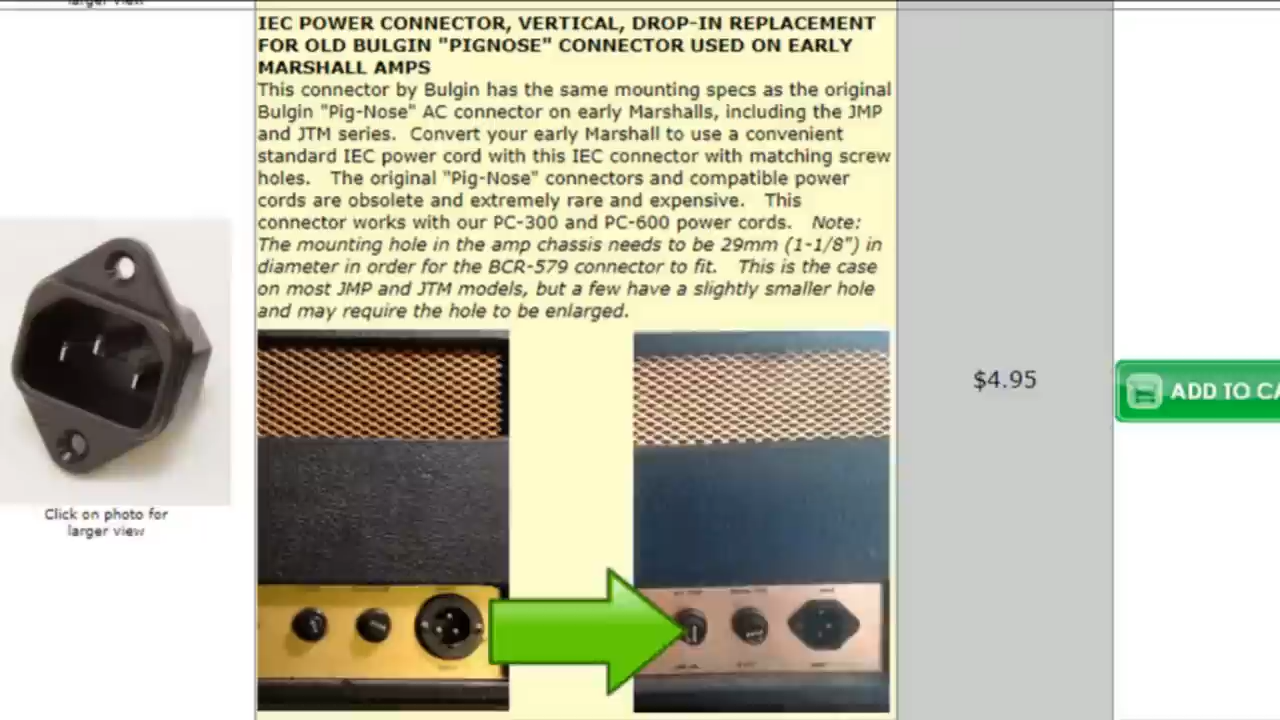 larger view
IEC POWER CONNECTOR, VERTICAL, DROP-IN REPLACEMENT
FOR OLD BULGIN "PIGNOSE" CONNECTOR USED ON EARLY
MARSHALL AMPS
This connector by Bulgin has the same mounting specs as the original
Bulgin "Pig-Nose" AC connector on early Marshalls, including the JMP
and JTM series. Convert your early Marshall to use a convenient
standard IEC power cord with this IEC connector with matching screw
holes. The original "Pig-Nose" connectors and compatible power
cords are obsolete and extremely rare and expensive. This
connector works with our PC-300 and PC-600 power cords. Note:
The mounting hole in the amp chassis needs to be 29mm (1-1/8") in
diameter in order for the BCR-579 connector to fit. This is the case
on most JMP and JTM models, but a few have a slightly smaller hole
and may require the hole to be enlarged.
Click on photo for
larger view
$4.95
ADD TO CA